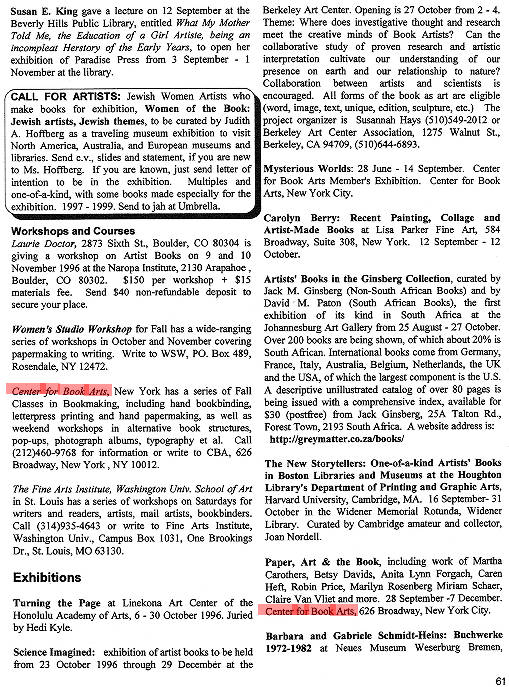 Susan E. King gave a lecture on 12 September at the
Beverly Hills Public Library, entitled What My Mother
Told Me, the Education of a Girl Artiste, being an
incompleat Herstory of the Early Years, to open her
exhibition of Paradise Press from 3 September - 1
November at the library.
CALL FOR ARTISTS: Jewish Women Artists who
make books for exhibition, Women of the Book:
Jewish artists, Jewish themes, to be curated by Judith
A. Hoffberg as a traveling museum exhibition to visit
North America, Australia, and European museums and
libraries. Send c.v., slides and statement, if you are new
to Ms. Hoffberg. If you are known, just send letter of
intention to be in the exhibition. Multiples and
one-of-a-kind, with some books made especially for the
exhibition. 1997 - 1999. Send to jah at Umbrella.
Workshops and Courses
Laurie Doctor, 2873 Sixth St., Boulder, CO 80304 is
giving a workshop on Artist Books on 9 and 10
November 1996 at the Naropa Institute, 2130 Arapahoe ,
Boulder, CO 80302. $150 per workshop + $15
materials fee. Send $40 non-refundable deposit to
secure your place.
Women's Studio Workshop for Fall has a wide-ranging
series of workshops in October and November covering
papermaking to writing. Write to WSW, PO. Box 489,
Rosendale, NY 12472.
Center for Book Arts, New York has a series of Fall
Classes in Bookmaking, including hand bookbinding,
letterpress printing and hand papermaking, as well as
weekend workshops in alternative book structures,
pop-ups, photograph albums, typography et al. Call
(212)460-9768 for information or write to CBA, 626
Broadway, New York , NY 10012.
The Fine Arts Institute, Washington Univ. School of Art
in St. Louis has a series of workshops on Saturdays for
writers and readers, artists, mail artists, bookbinders.
Call (314)935-4643 or write to Fine Arts Institute,
Washington Univ., Campus Box 1031, One Brookings
Dr., St. Louis, MO 63130.
Exhibitions
Turning the Page at Linekona Art Center of the
Honolulu Academy of Arts, 6 - 30 October 1996. Juried
by Hedi Kyle.
Science Imagined: exhibition of artist books to be held
from 23 October 1996 through 29 December at the
Berkeley Art Center. Opening is 27 October from 2 - 4.
Theme: Where does investigative thought and research
meet the creative minds of Book Artists? Can the
collaborative study of proven research and artistic
interpretation cultivate our understanding of our
presence on earth and our relationship to nature?
Collaboration between artists and scientists is
encouraged. All forms of the book as art are eligible
(word, image, text, unique, edition, sculpture, etc.) The
project organizer is Susannah Hays (510)549-2012 or
Berkeley Art Center Association, 1275 Walnut St.,
Berkeley, CA 94709, (510)644-6893.
Mysterious Worlds: 28 June - 14 September. Center
for Book Arts Member's Exhibition. Center for Book
Arts, New York City.
Carolyn Berry: Recent Painting, Collage and
Artist-Made Books at Lisa Parker Fine Art, 584
Broadway, Suite 308, New York. 12 September - 12
October.
Artists' Books in the Ginsberg Collection, curated by
Jack M. Ginsberg (Non-South African Books) and by
David M. Paton (South African Books), the first
exhibition of its kind in South Africa at the
Johannesburg Art Gallery from 25 August - 27 October.
Over 200 books are being shown, of which about 20% is
South African. International books come from Germany,
France, Italy, Australia, Belgium, Netherlands, the UK
and the USA, of which the largest component is the U.S.
A descriptive unillustrated catalog of over 80 pages is
being issued with a comprehensive index, available for
$30 (postfree) from Jack Ginsberg, 25A Talton Rd.,
Forest Town, 2193 South Africa. A website address is:
http://greymatter.co.za/books/
The New Storytellers: One-of-a-kind Artists' Books
in Boston Libraries and Museums at the Houghton
Library's Department of Printing and Graphic Arts,
Harvard University, Cambridge, MA. 16 September- 31
October in the Widener Memorial Rotunda, Widener
Library. Curated by Cambridge amateur and collector,
Joan Nordell.
Paper, Art & the Book, including work of Martha
Carothers, Betsy Davids, Anita Lynn Forgach, Caren
Heft, Robin Price, Marilyn Rosenberg Miriam Schaer,
Claire Van Vliet and more. 28 September -7 December.
Center for Book Arts, 626 Broadway, New York City.
Barbara and Gabriele Schmidt-Heins: Buchwerke
1972-1982 at Neues Museum Weserburg Bremen,
61